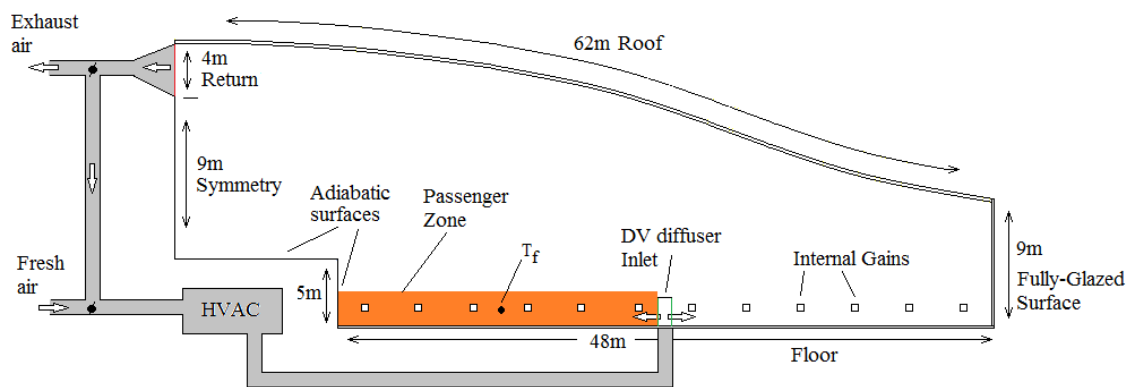 Exhaust
air
4m
Return
62m Roof
9m
Symmetry
Adiabatic
surfaces
Passenger
Zone
Tf
DV diffuser
Inlet
Internal Gains
9m
Fully-Glazed
Surface
Fresh
air
5m
HVAC
48m
Floor